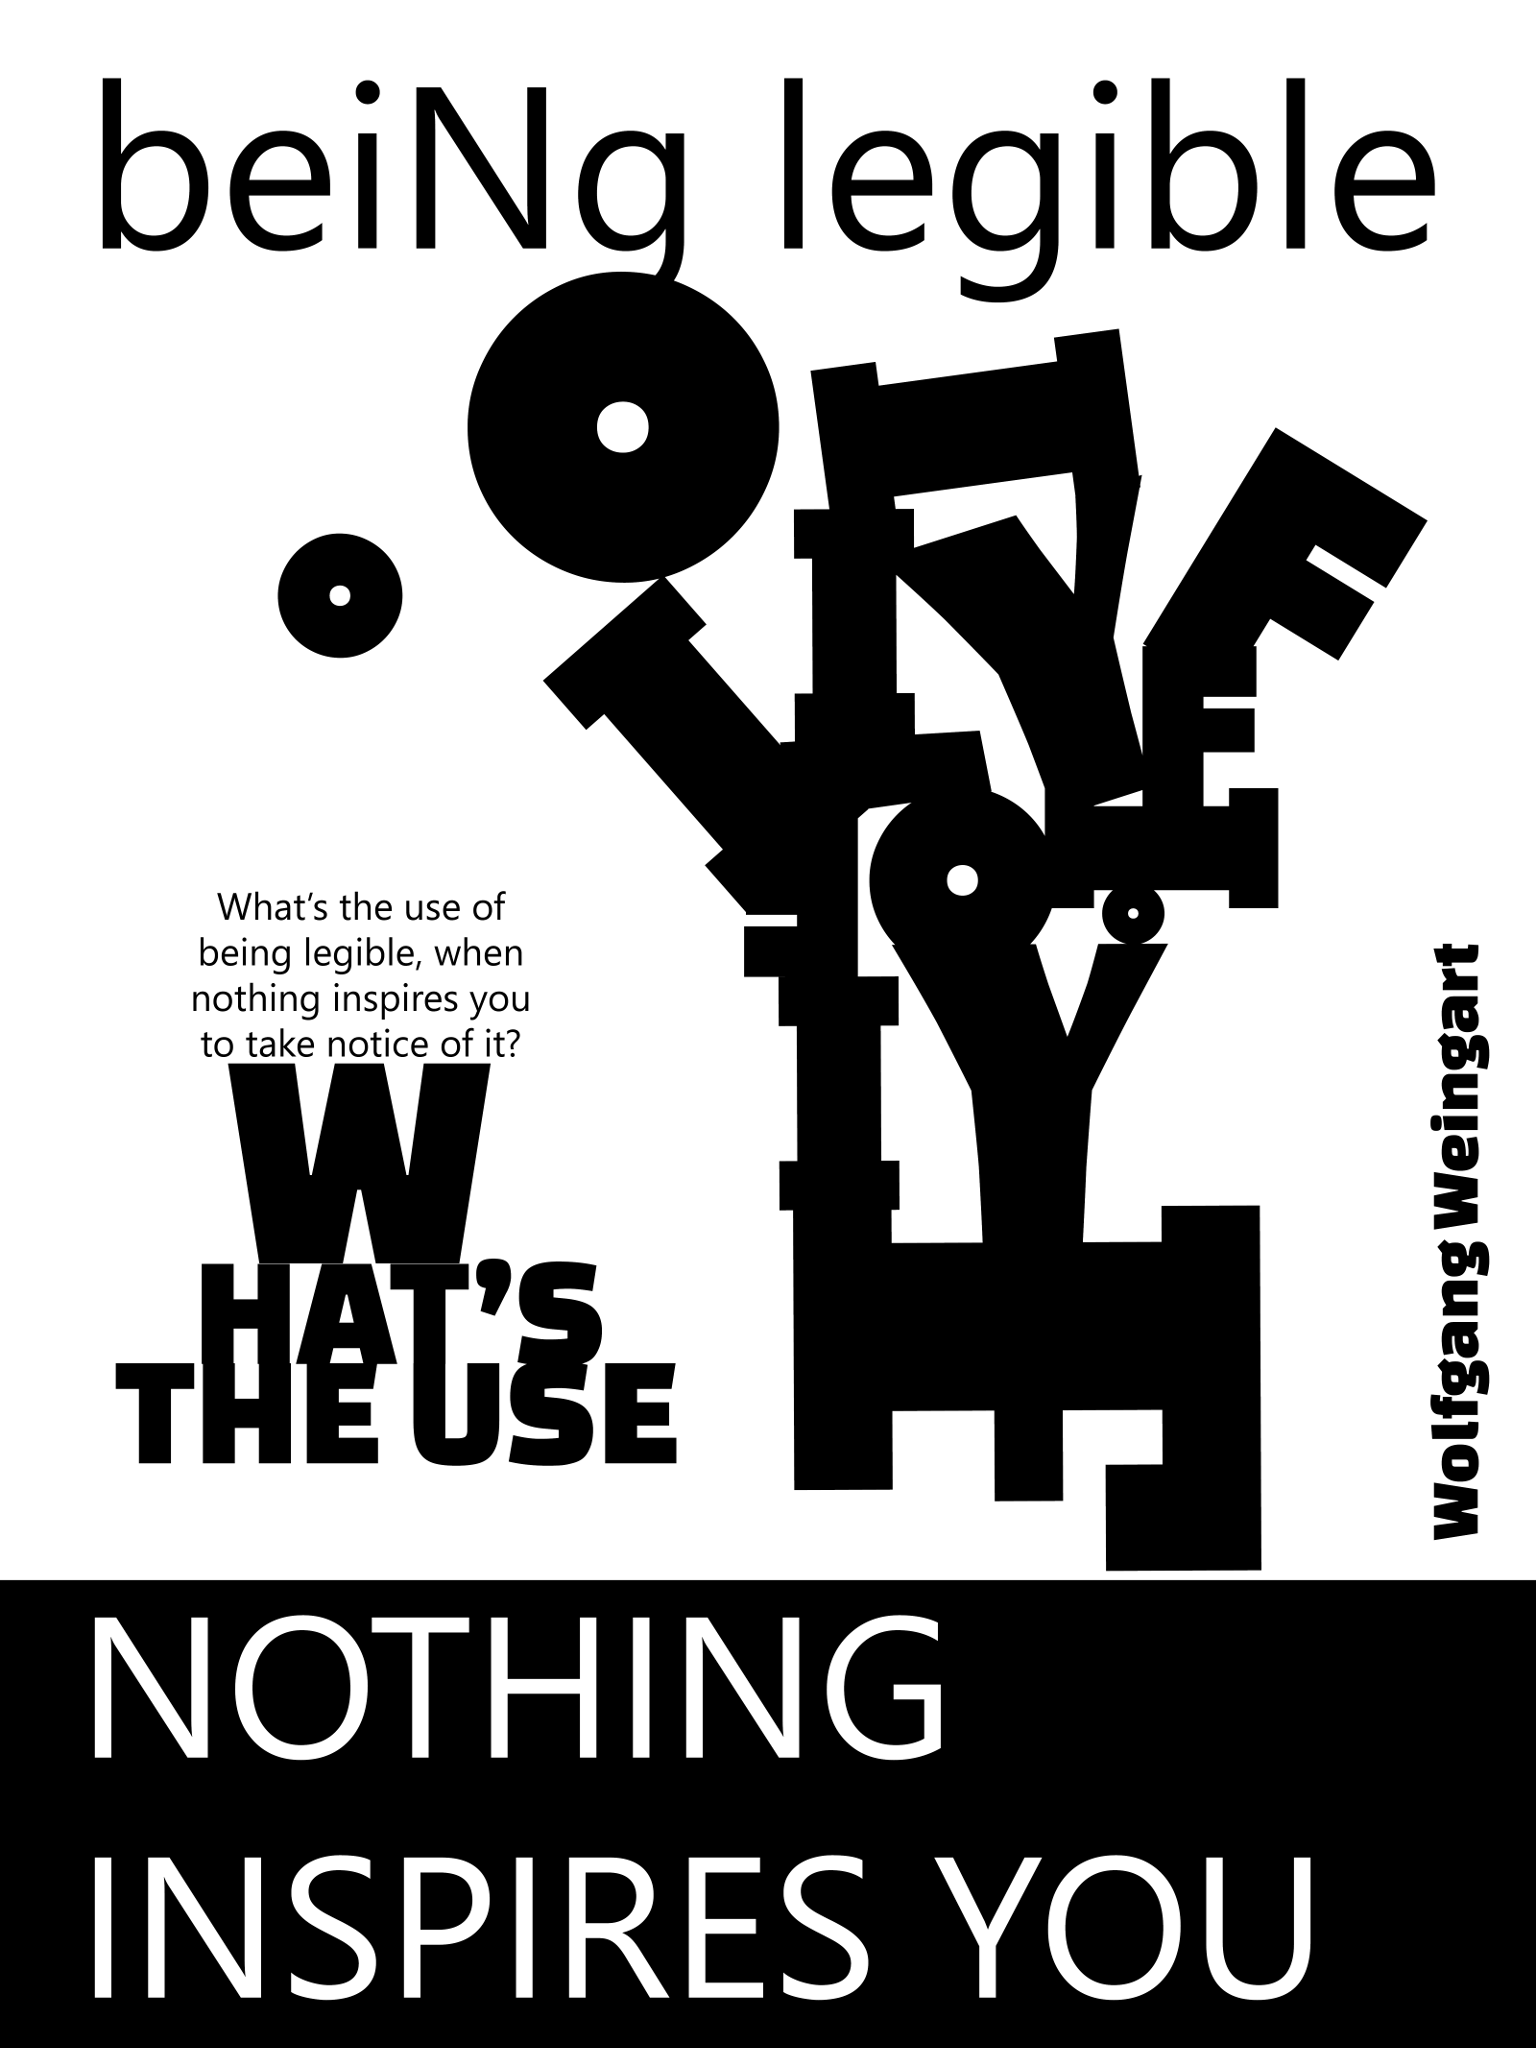 beiNg legible
What’s the use of
being legible, when
nothing inspires you
to take notice of it?
W
HAT’S
THE USE
Wolfgang Weingart
NOTHING
INSPIRES YOU